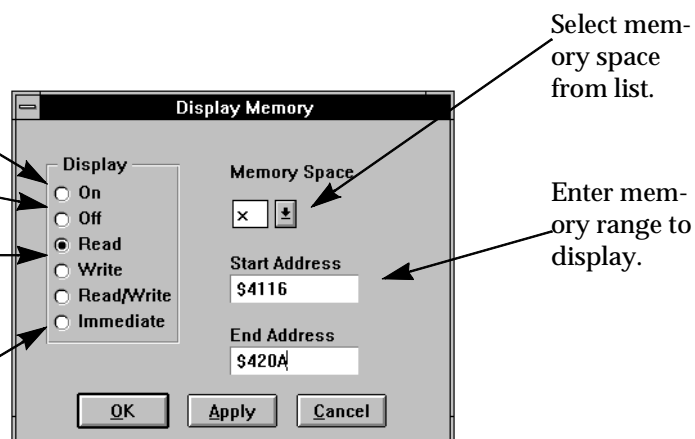 Select mem-
ory space
from list.
Display Memory
Display
On
Off
Read
Write
Read/Write
Immediate
Memory Space
x
Start Address
$4116
End Address
$420A
Enter mem-
ory range to
display.
OK
Apply
Cancel